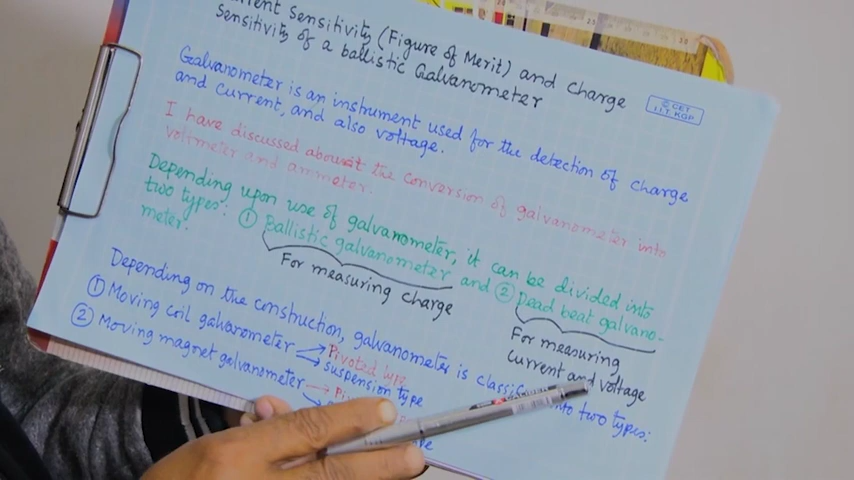 Sensitivity (Figure of Merit) and Charge
Sensitivity of a ballistic Galvanometer
© CET
I.I.T. KGP
Galvanometer is an instrument used for the detection of charge
and current, and also voltage.
I have discussed about the conversion of galvanometer into
voltmeter and ammeter.
Depending upon use of galvanometer, it can be divided into
two types: ① Ballistic galvanometer and ② Dead beat galvano-
meter.
For measuring charge
For measuring
current and voltage
Depending on the construction, galvanometer is into two types:
① Moving coil galvanometer → Pivoted type
→ suspension type
② Moving magnet galvanometer